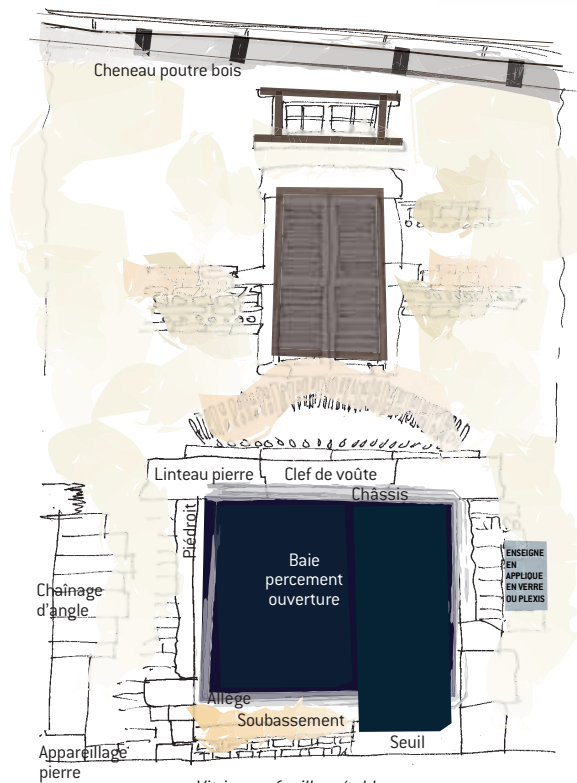 Cheneau poutre bois
Linteau pierre
Clef de voûte
Châssis
Piédroit
Baie
percement
ouverture
ENSEIGNE
EN
APPLIQUE
EN VERRE
OU PLEXIS
Chaînage
d'angle
Allège
Soubassement
Seuil
Appareillage
pierre